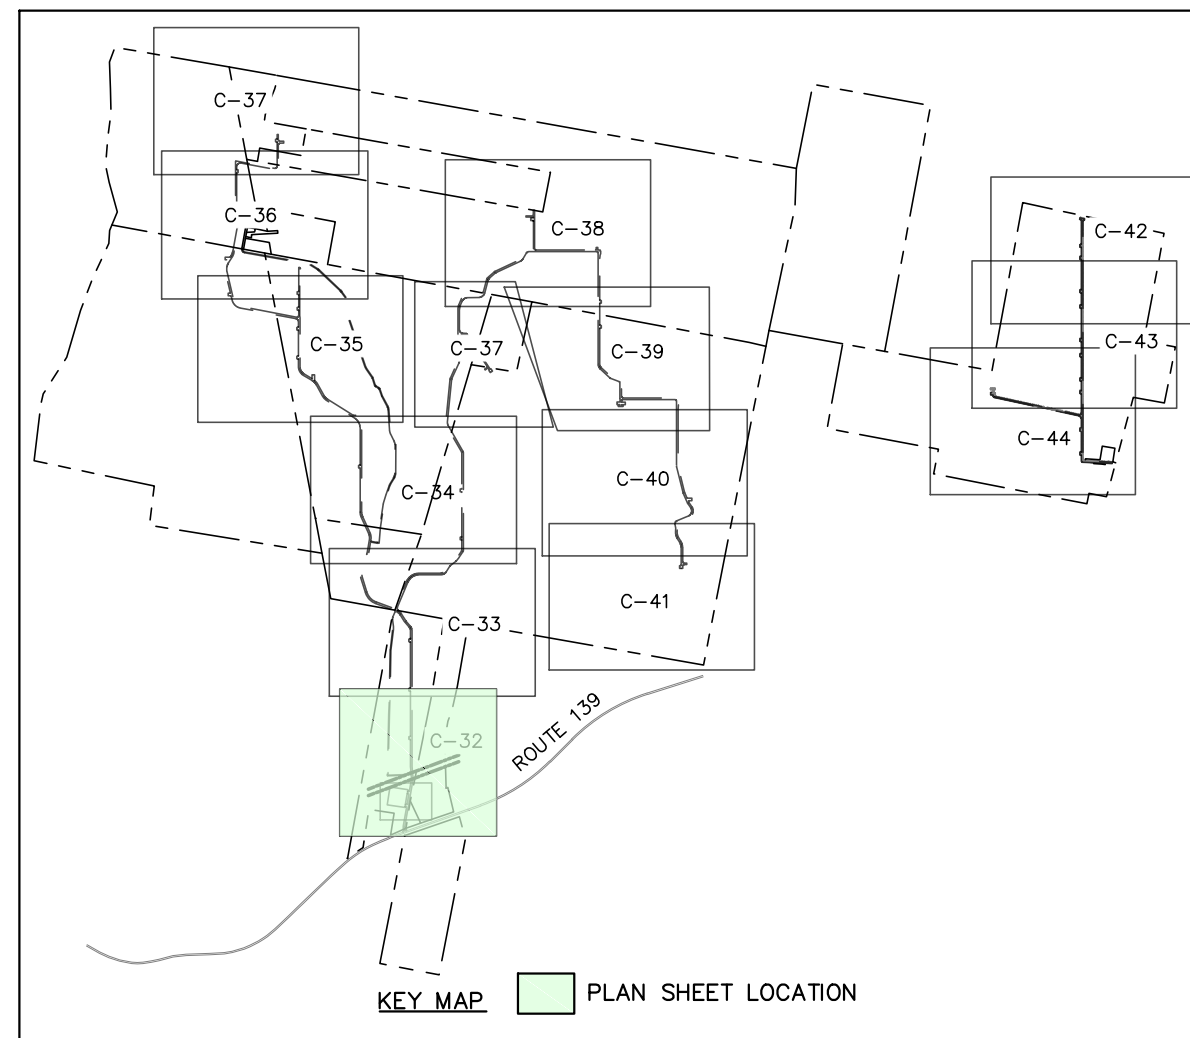 C-37
C-36
C-38
C-42
C-35
C-37
C-39
C-43
C-44
C-34
C-40
C-41
C-33
C-32
ROUTE 139
KEY MAP
PLAN SHEET LOCATION